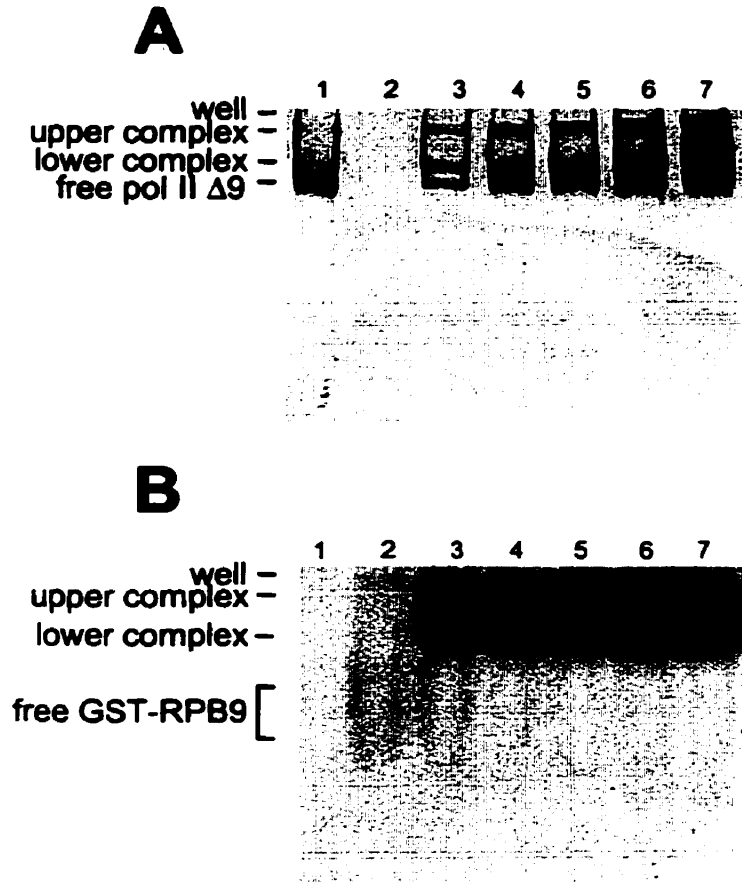 A
1 2 3 4 5 6 7
well –
upper complex –
lower complex –
free pol II Δ9 –
B
1 2 3 4 5 6 7
well –
upper complex –
lower complex –
free GST-RPB9 [